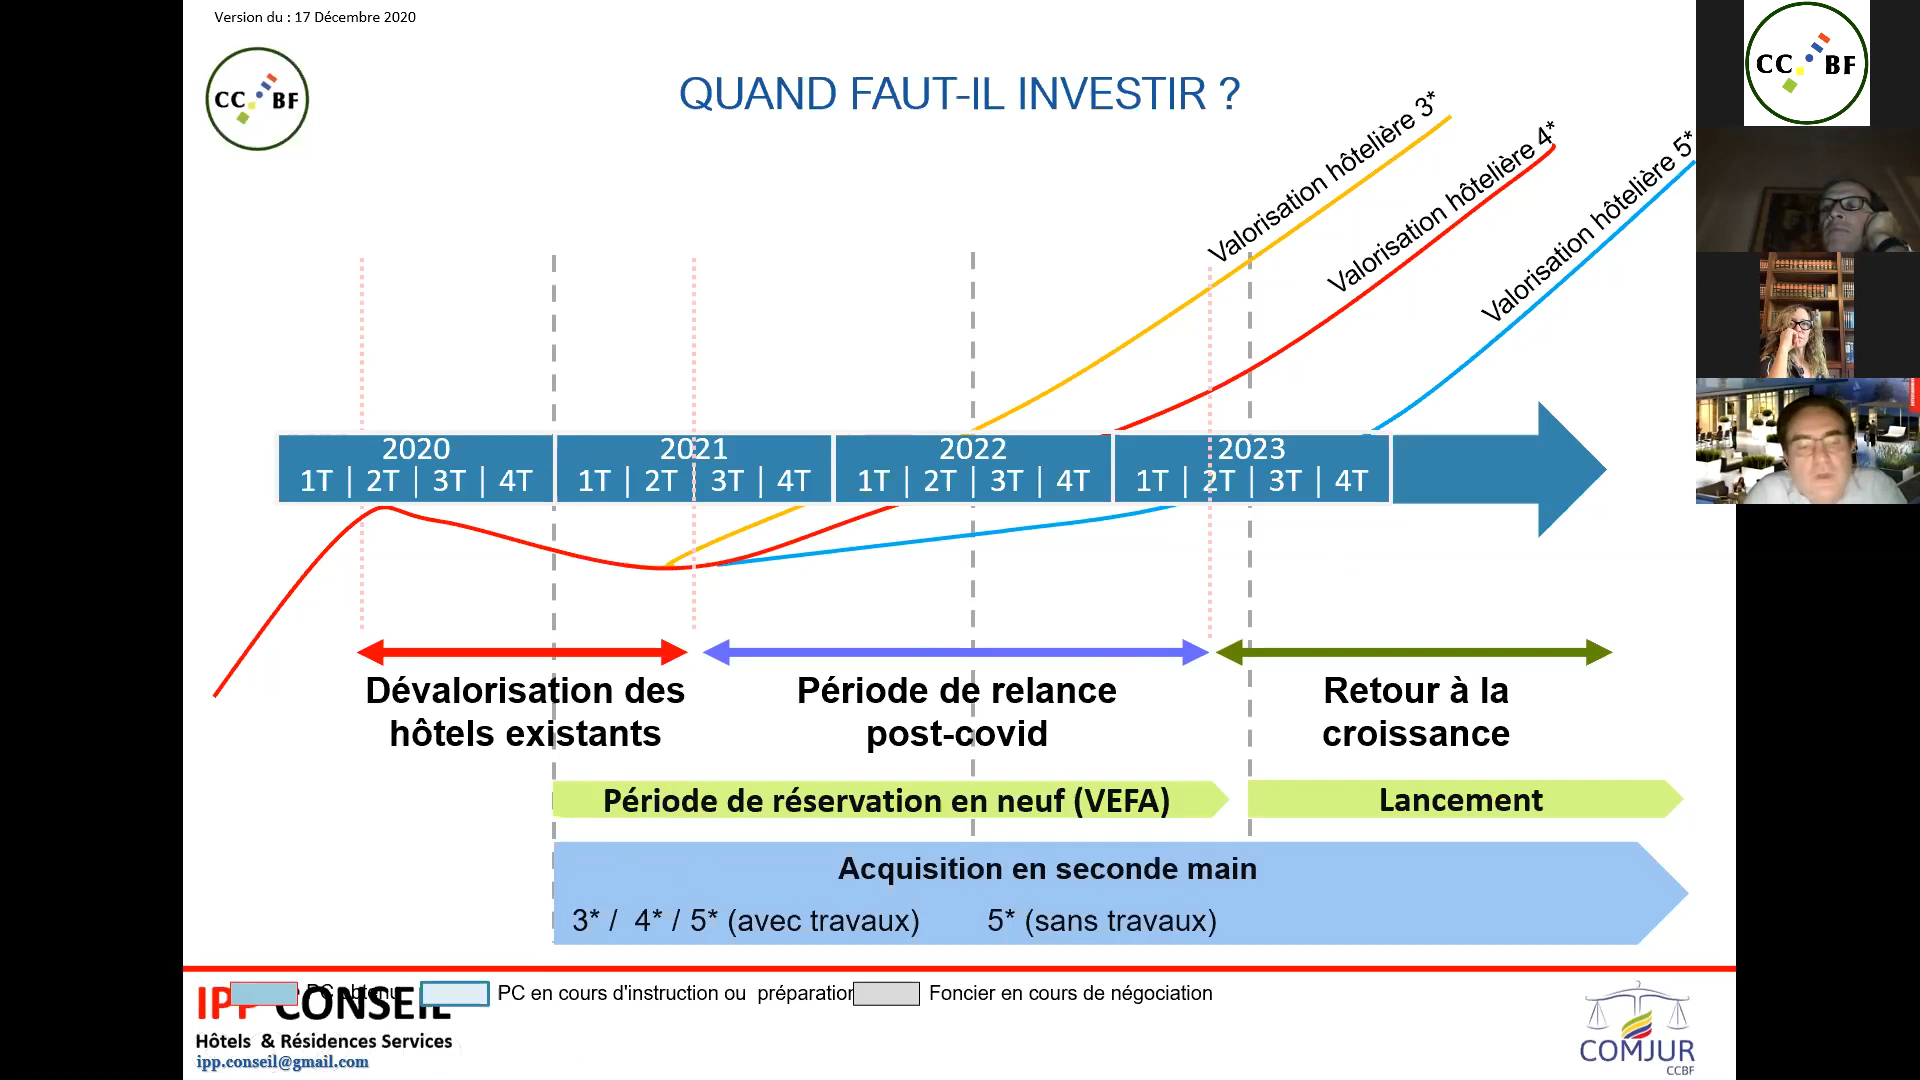 Version du : 17 Décembre 2020
CC BF
QUAND FAUT-IL INVESTIR ?
CC BF
Valorisation hôtelière 3*
Valorisation hôtelière 4*
Valorisation hôtelière 5*
2020
1T | 2T | 3T | 4T
2021
1T | 2T | 3T | 4T
2022
1T | 2T | 3T | 4T
2023
1T | 2T | 3T | 4T
Dévalorisation des
hôtels existants
Période de relance
post-covid
Retour à la
croissance
Période de réservation en neuf (VEFA)
Lancement
Acquisition en seconde main
3* / 4* / 5* (avec travaux)
5* (sans travaux)
IPP CONSEIL
PC obtenu
PC en cours d'instruction ou préparation
Foncier en cours de négociation
Hôtels & Résidences Services
ipp.conseil@gmail.com
COMJUR
CCBF